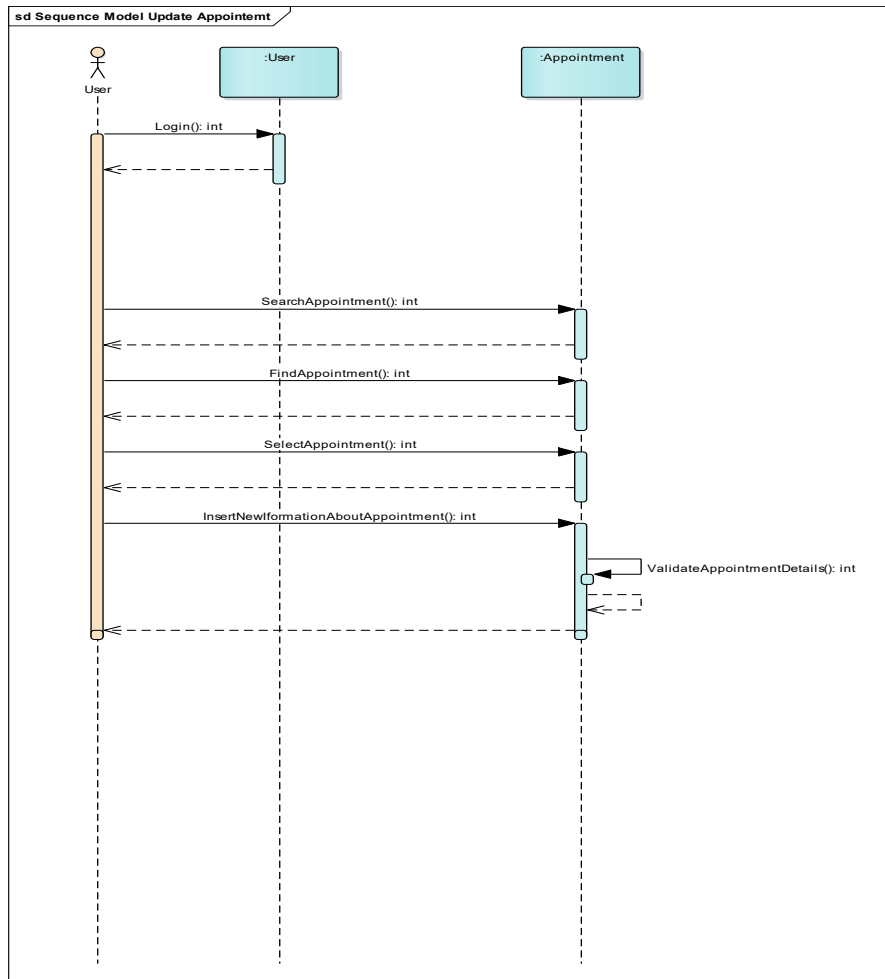 sd Sequence Model Update Appointemt
User
:User
:Appointment
Login(): int
SearchAppointment(): int
FindAppointment(): int
SelectAppointment(): int
InsertNewIformationAboutAppointment(): int
ValidateAppointmentDetails(): int